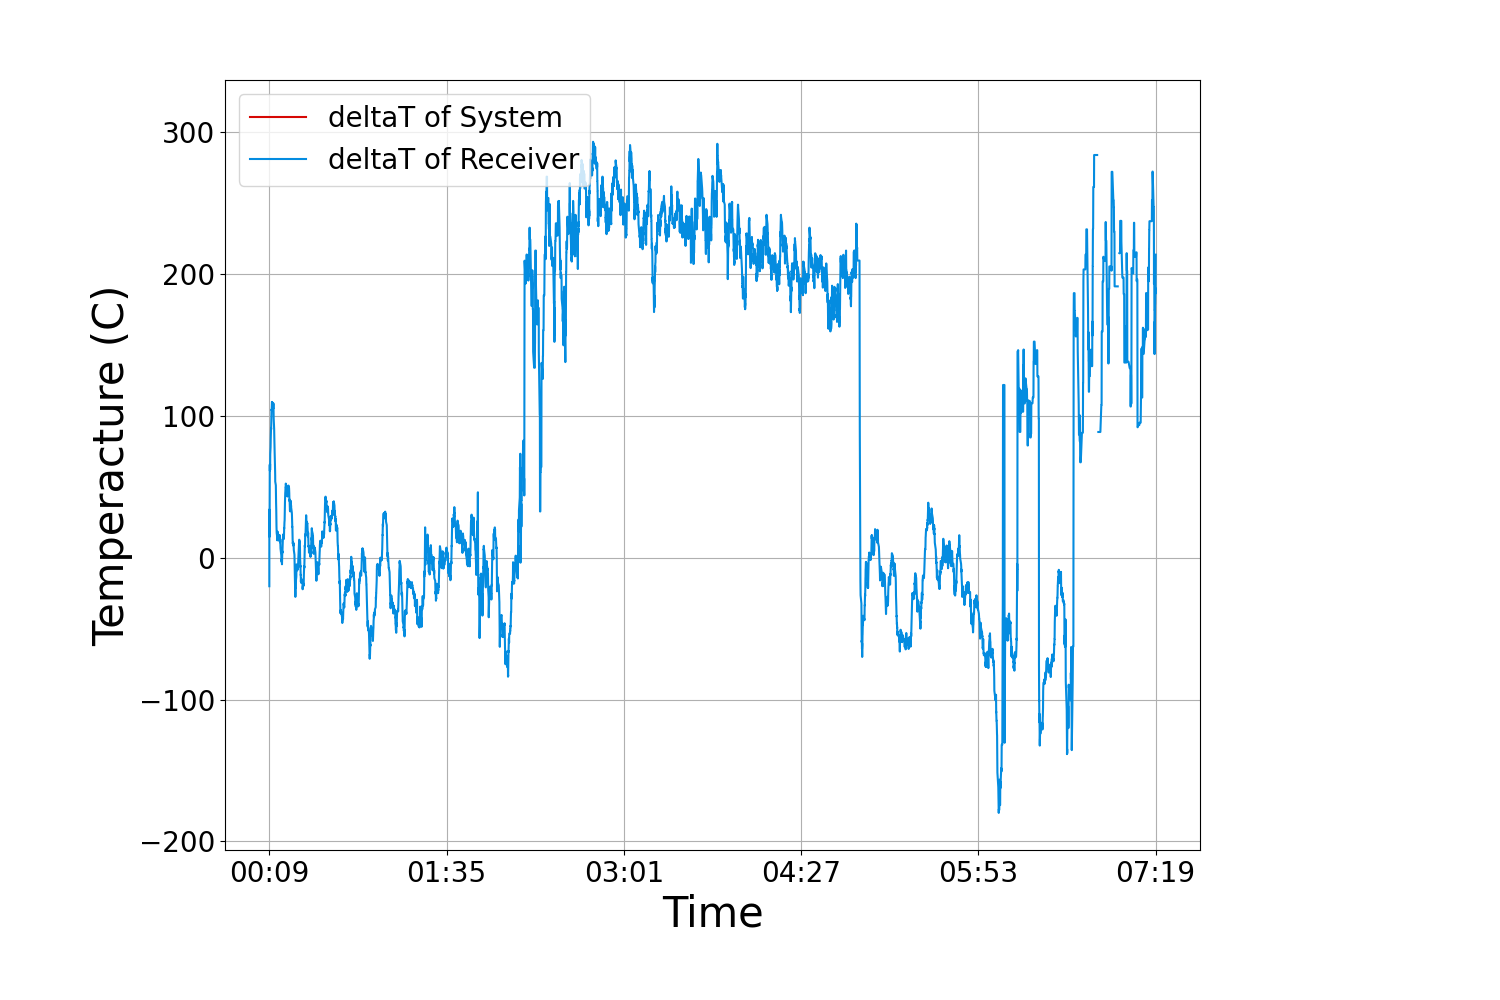 deltaT of System
deltaT of Receiver
300
200
100
0
−100
−200
Temperacture (C)
00:09 01:35 03:01 04:27 05:53 07:19
Time